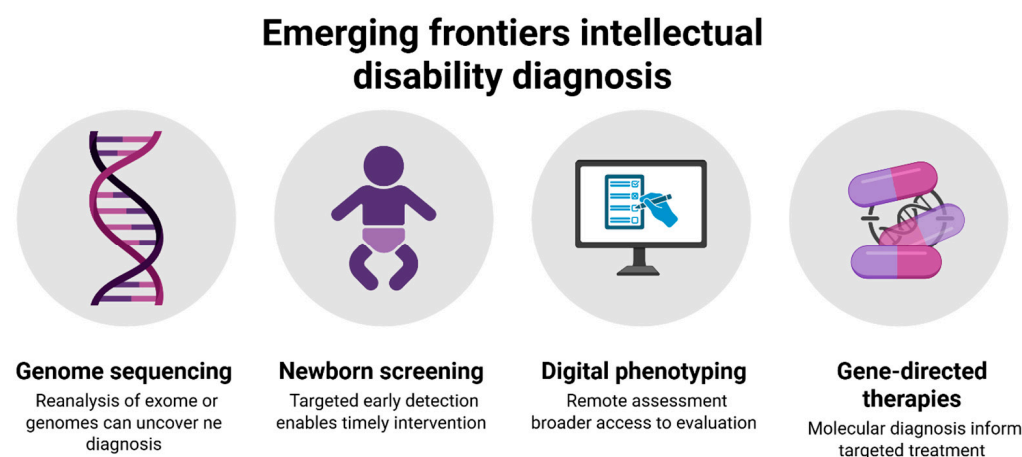 Emerging frontiers intellectual
disability diagnosis
Genome sequencing
Reanalysis of exome or
genomes can uncover ne
diagnosis
Newborn screening
Targeted early detection
enables timely intervention
Digital phenotyping
Remote assessment
broader access to evaluation
Gene-directed
therapies
Molecular diagnosis inform
targeted treatment